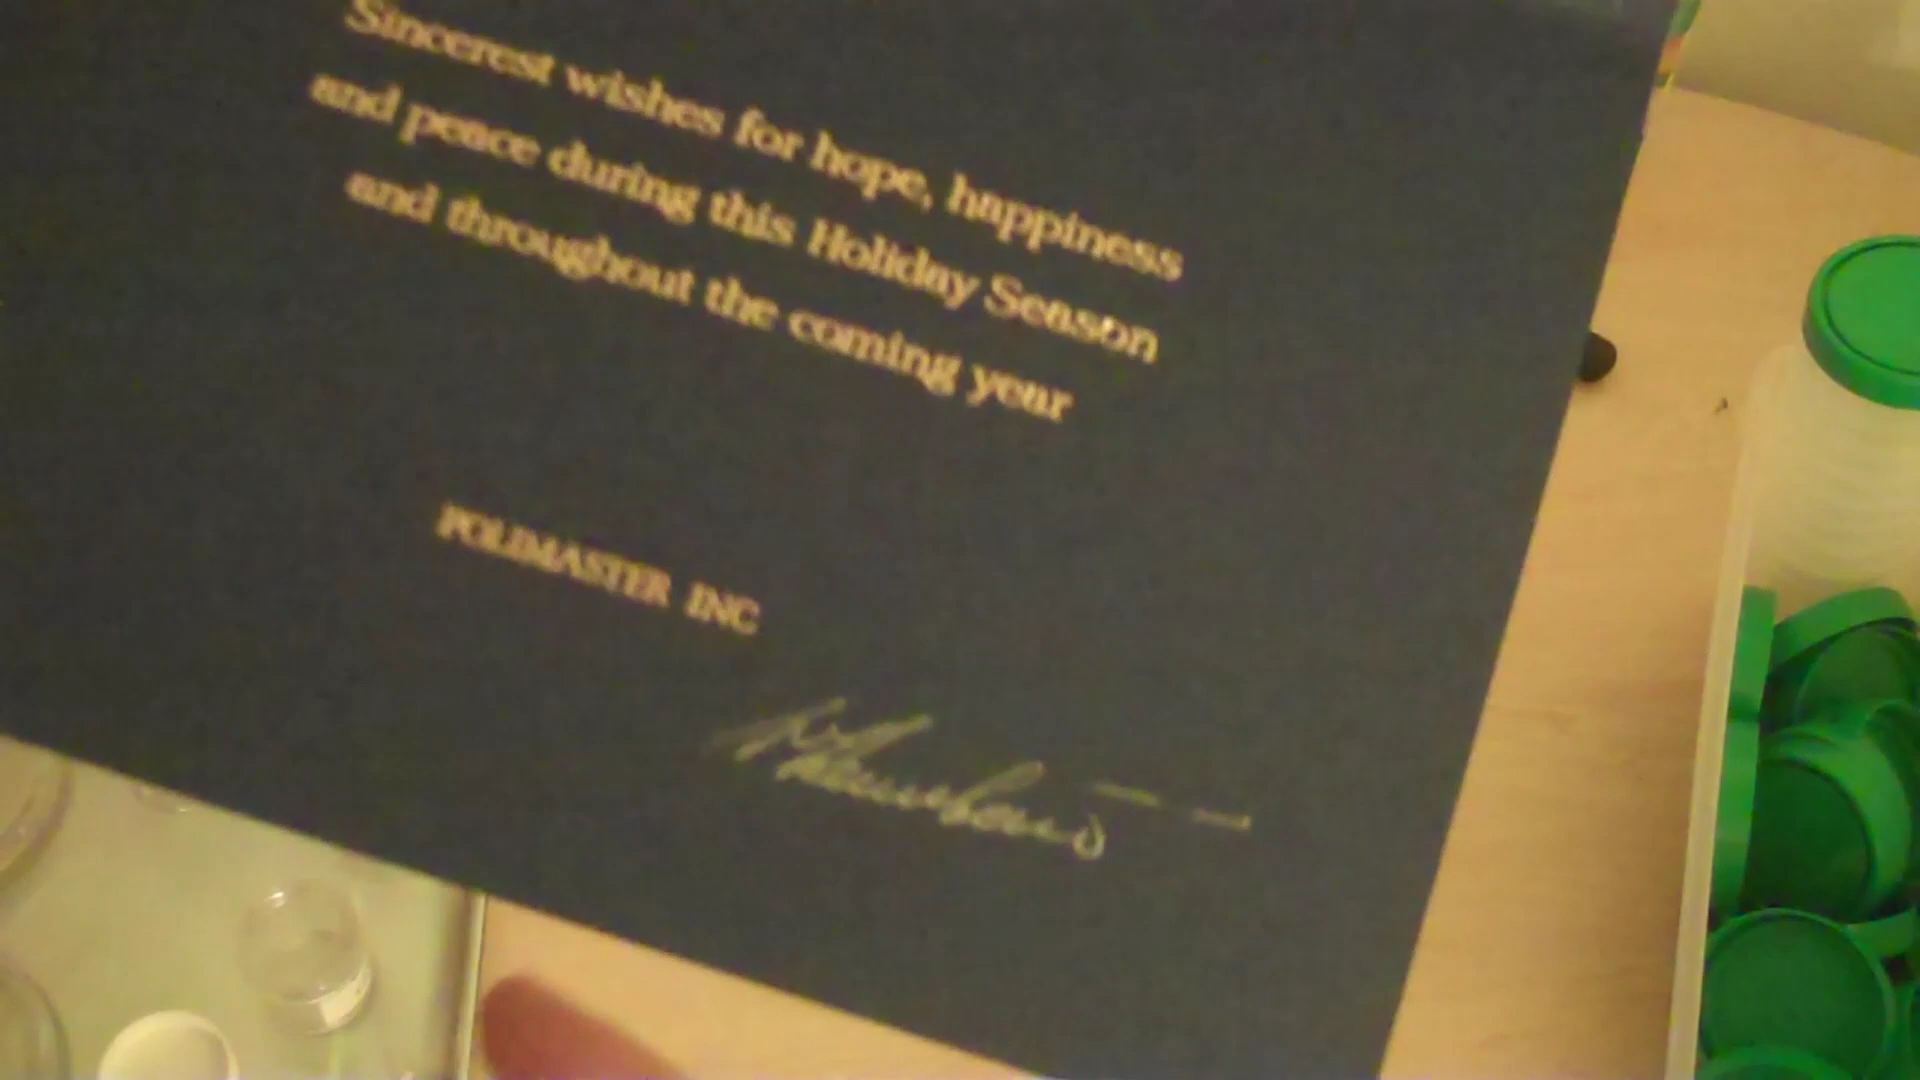 Sincerest wishes for hope, happiness
and peace during this Holiday Season
and throughout the coming year
POLIMASTER INC